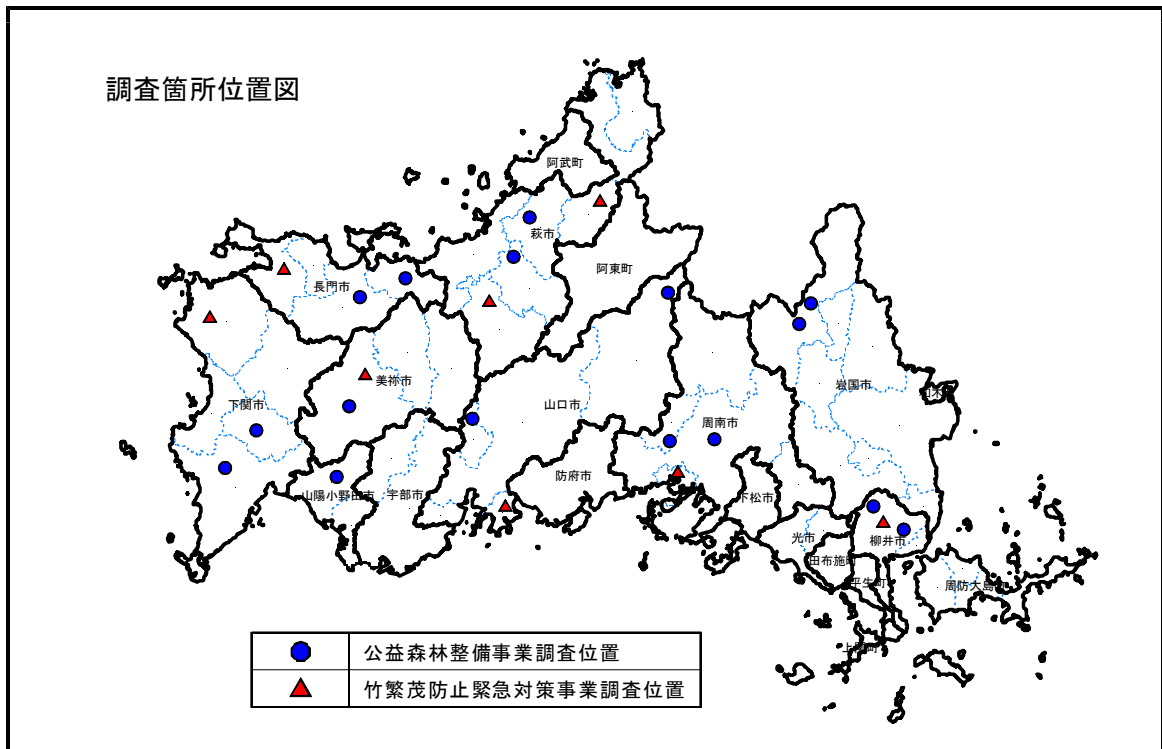 調査箇所位置図
阿武町
萩市
阿東町
長門市
美祢市
岩国市
下関市
山口市
周南市
防府市
山陽小野田市
宇部市
下松市
光市
柳井市
田布施町
平生町
周防大島
公益森林整備事業調査位置
竹繁茂防止緊急対策事業調査位置